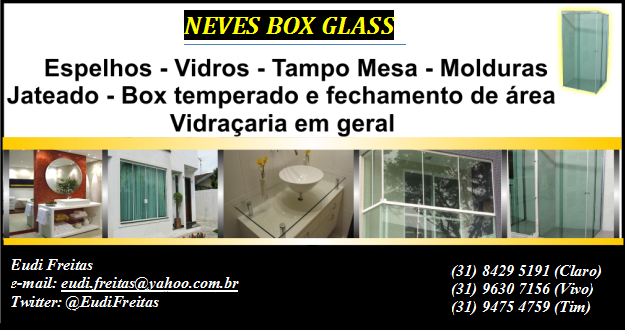 NEVES BOX GLASS
Espelhos - Vidros - Tampo Mesa - Molduras
Jateado - Box temperado e fechamento de área
Vidraçaria em geral
Eudi Freitas
e-mail: eudi.freitas@yahoo.com.br
Twitter: @EudiFreitas
(31) 8429 5191 (Claro)
(31) 9630 7156 (Vivo)
(31) 9475 4759 (Tim)